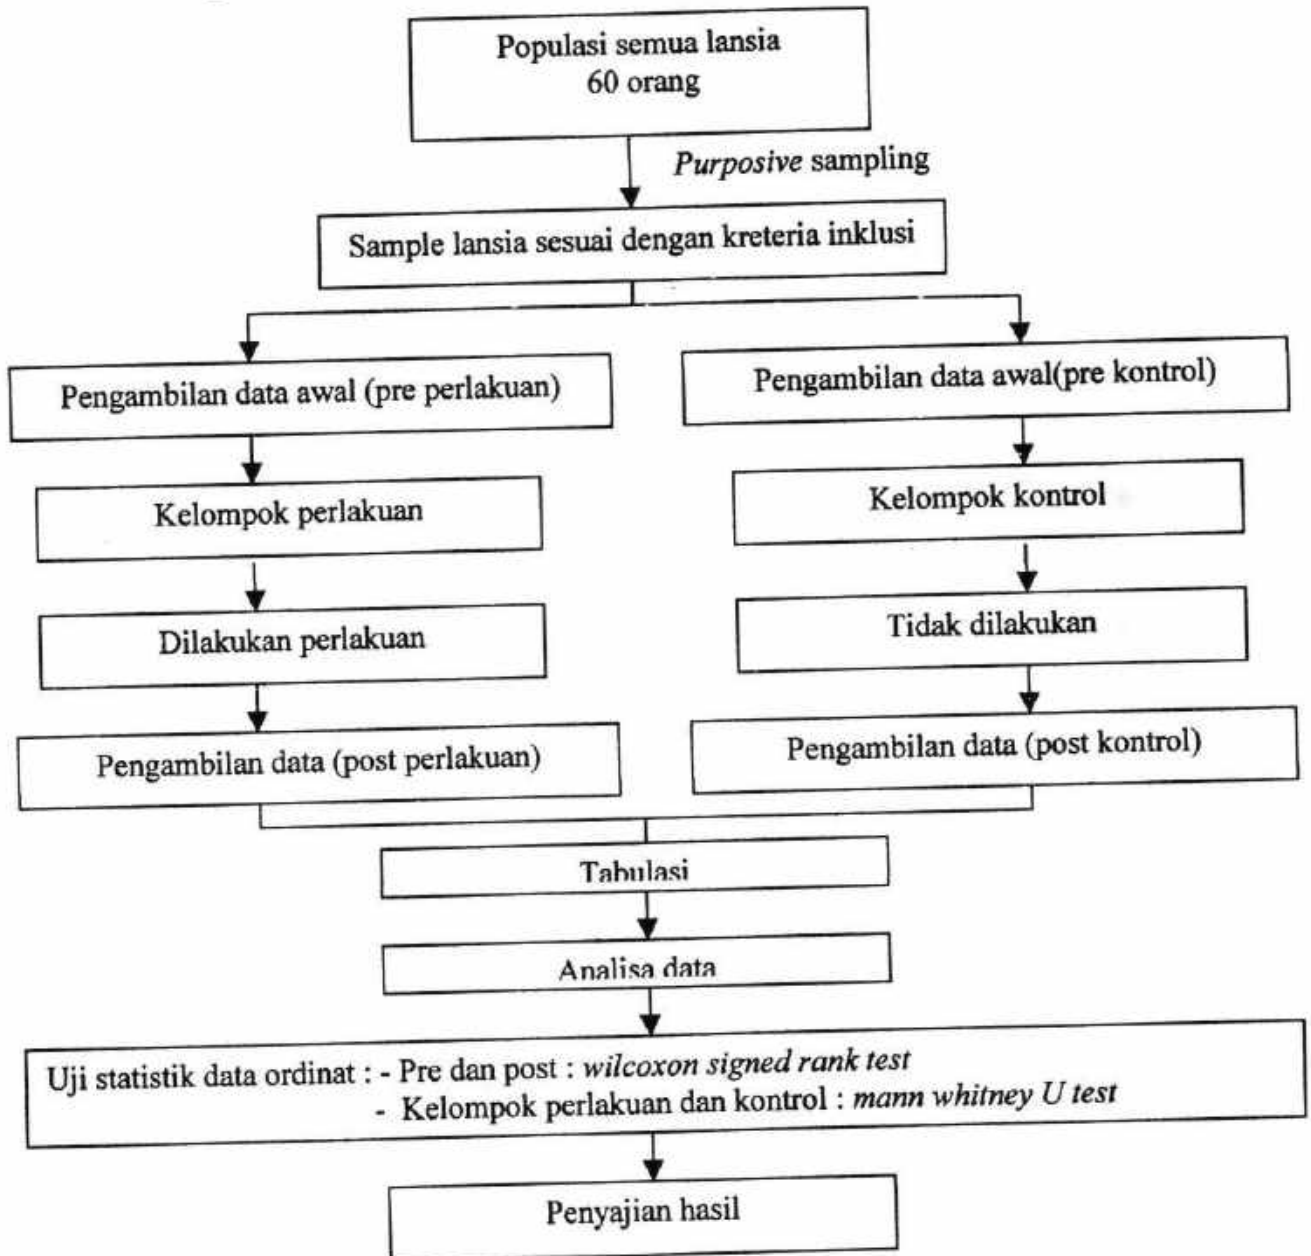 Populasi semua lansia
60 orang
Purposive sampling
Sample lansia sesuai dengan kreteria inklusi
Pengambilan data awal (pre perlakuan)
Pengambilan data awal(pre kontrol)
Kelompok perlakuan
Kelompok kontrol
Dilakukan perlakuan
Tidak dilakukan
Pengambilan data (post perlakuan)
Pengambilan data (post kontrol)
Tabulasi
Analisa data
Uji statistik data ordinat : - Pre dan post : wilcoxon signed rank test
- Kelompok perlakuan dan kontrol : mann whitney U test
Penyajian hasil